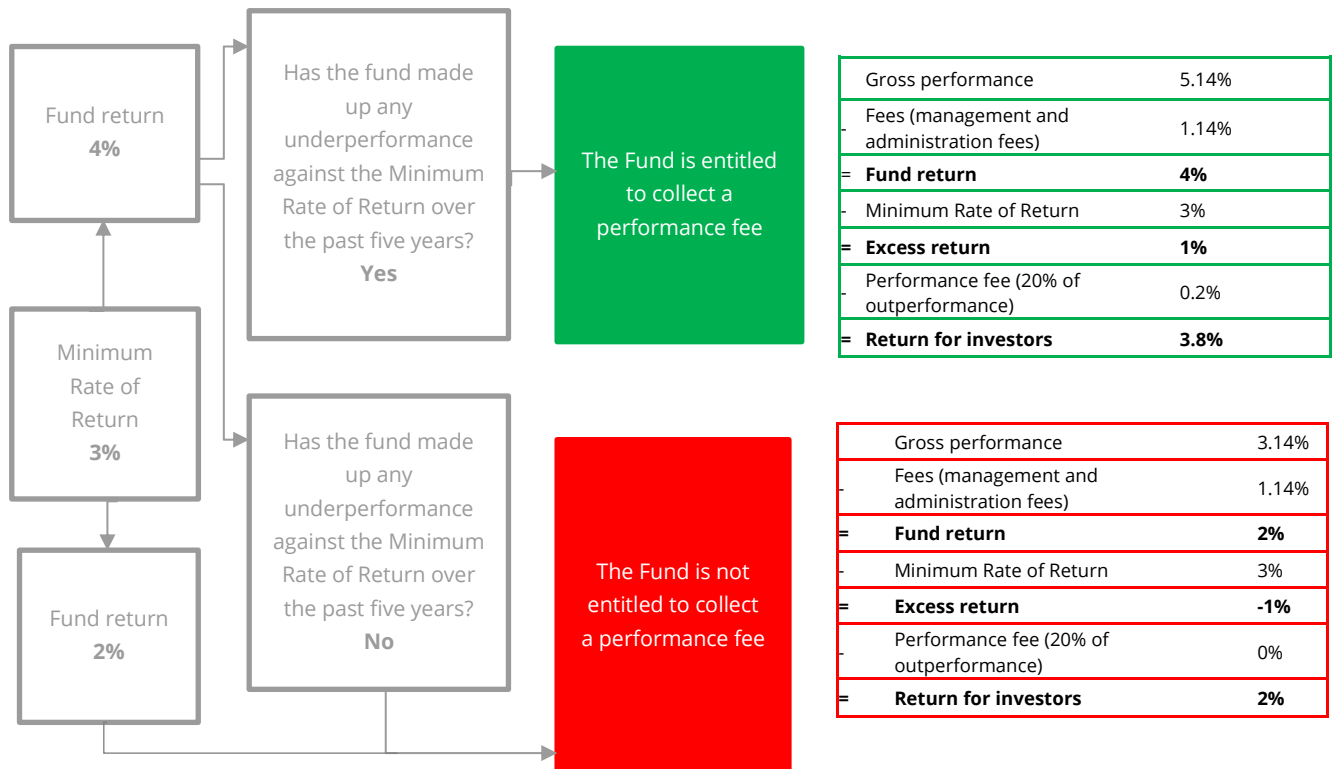 Fund return
4%
Has the fund made
up any
underperformance
against the Minimum
Rate of Return over
the past five years?
Yes
The Fund is entitled
to collect a
performance fee
Gross performance 5.14%
- Fees (management and
administration fees) 1.14%
= Fund return 4%
- Minimum Rate of Return 3%
= Excess return 1%
- Performance fee (20% of
outperformance) 0.2%
= Return for investors 3.8%
Minimum
Rate of
Return
3%
Has the fund made
up any
underperformance
against the Minimum
Rate of Return over
the past five years?
No
Fund return
2%
The Fund is not
entitled to collect
a performance fee
Gross performance 3.14%
- Fees (management and
administration fees) 1.14%
= Fund return 2%
- Minimum Rate of Return 3%
= Excess return -1%
- Performance fee (20% of
outperformance) 0%
= Return for investors 2%